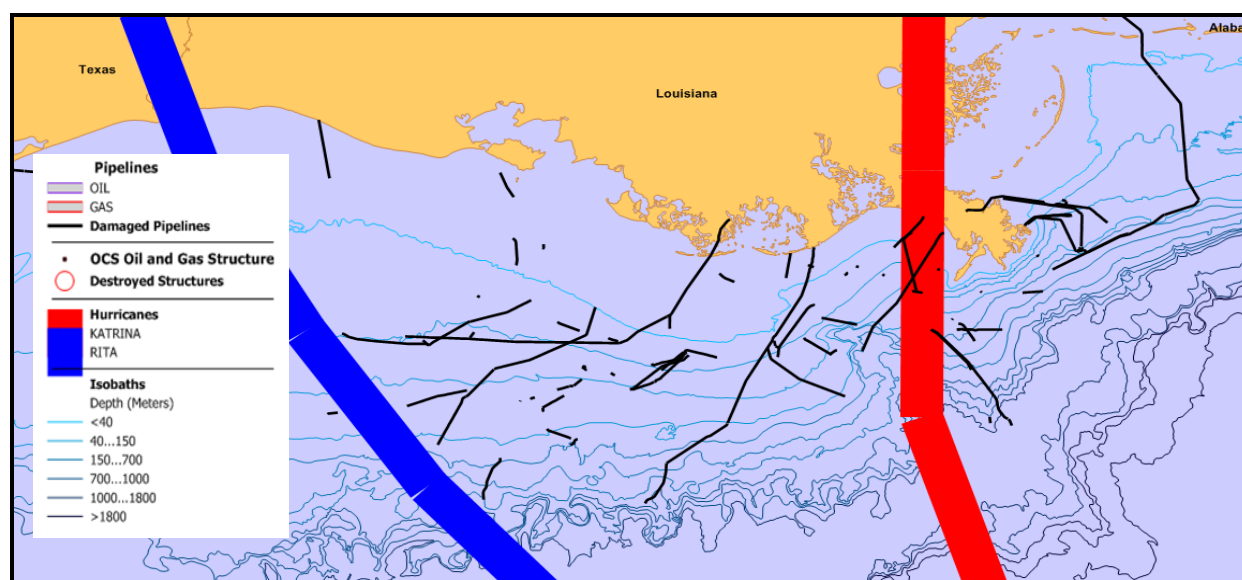 Texas
Louisiana
Alaba
Pipelines
OIL
GAS
Damaged Pipelines
OCS Oil and Gas Structure
Destroyed Structures
Hurricanes
KATRINA
RITA
Isobaths
Depth (Meters)
<40
40...150
150...700
700...1000
1000...1800
>1800